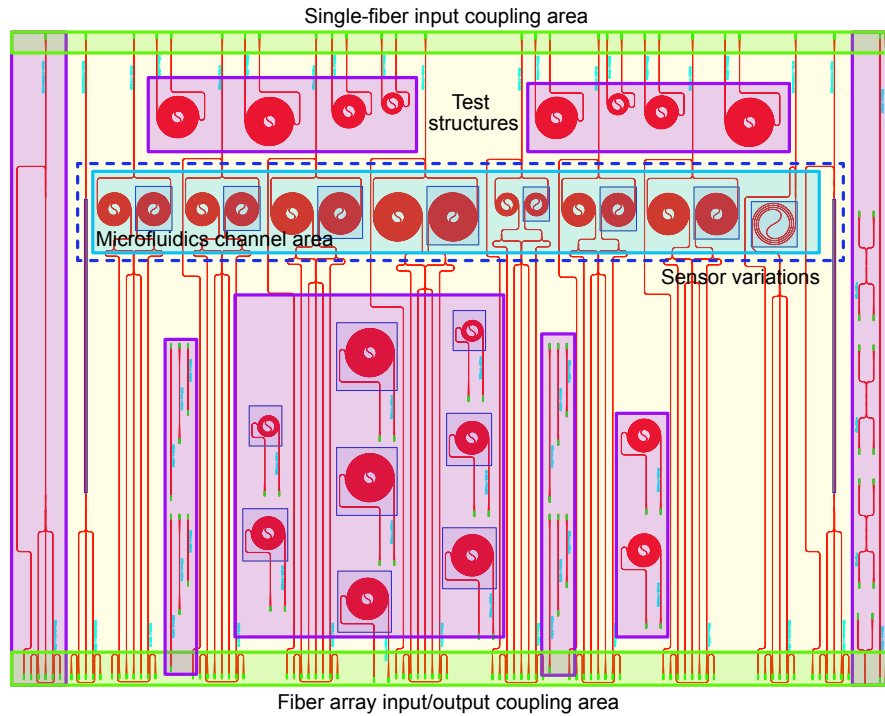 Single-fiber input coupling area
Test
structures
Microfluidics channel area
Sensor variations
Fiber array input/output coupling area